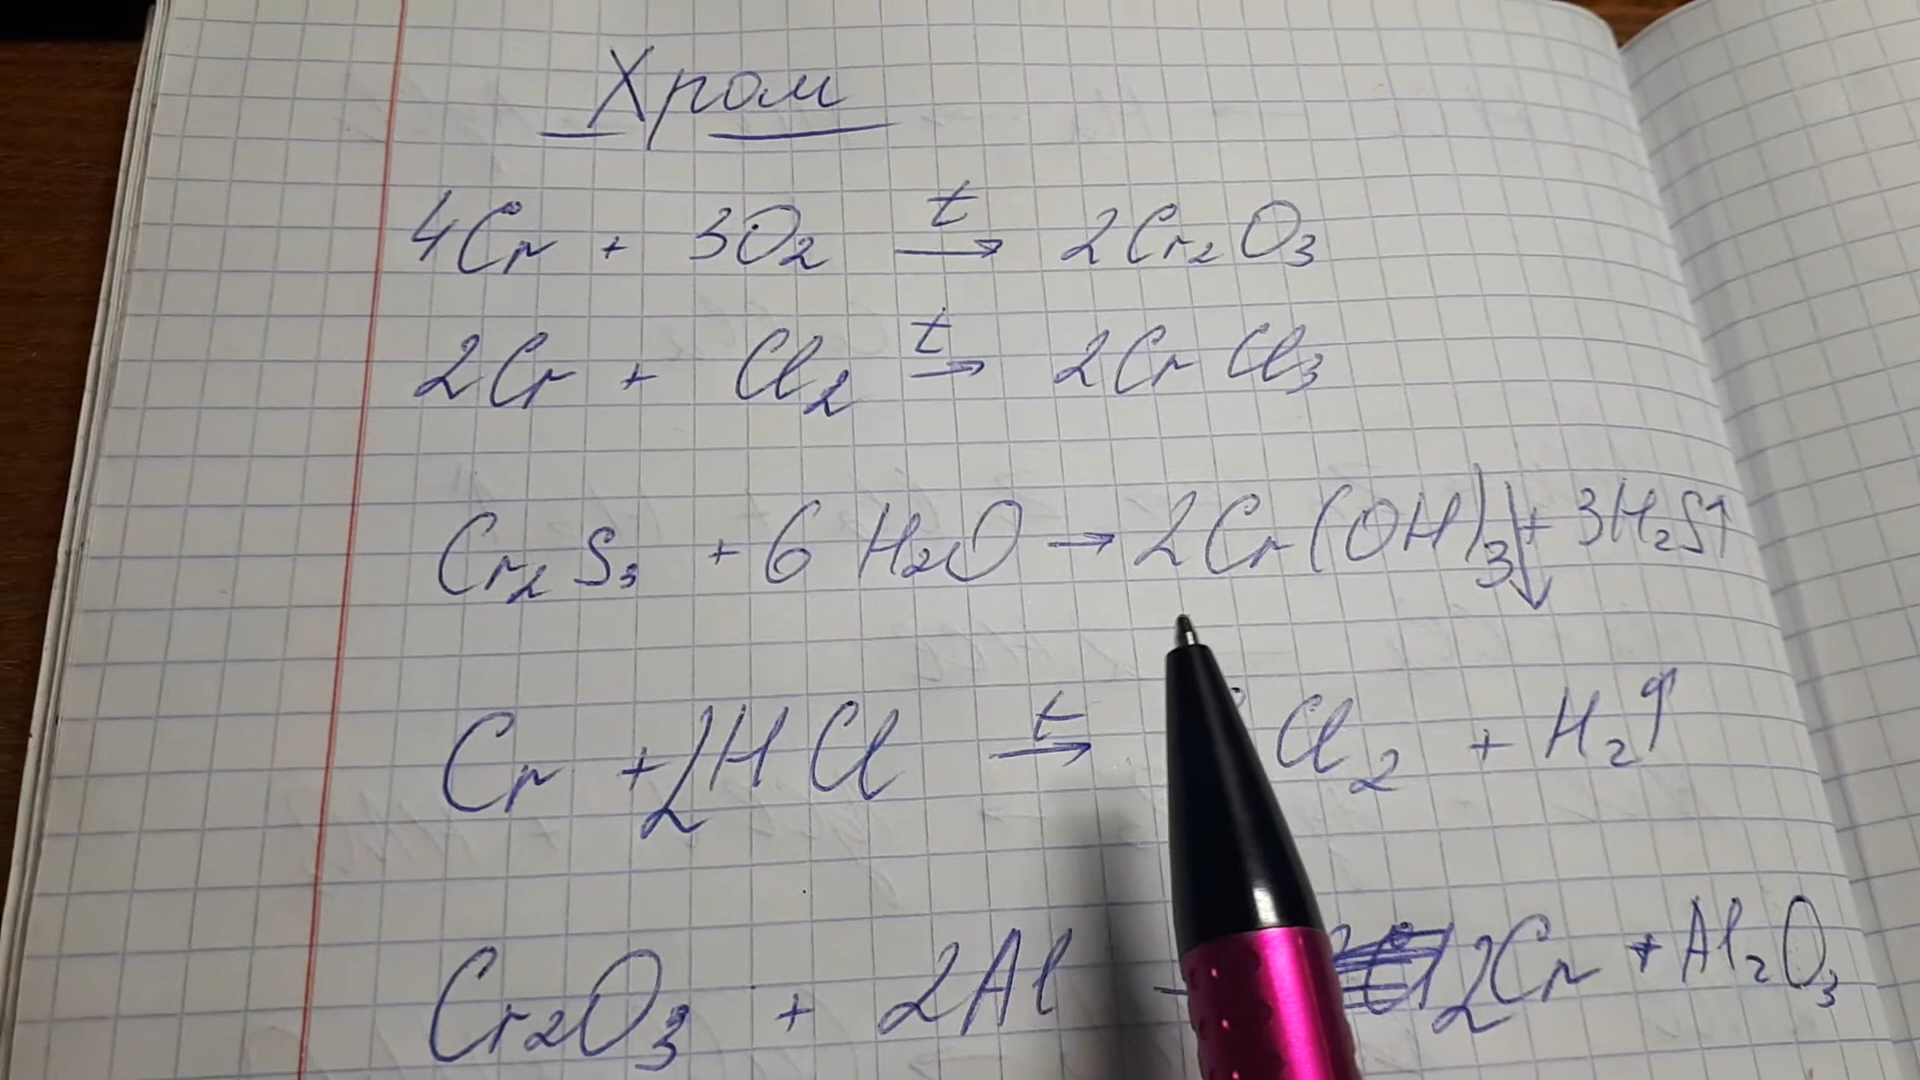 Хром
4Cr + 3O2 t→ 2Cr2O3
2Cr + Cl2 t→ 2CrCl3
Cr2S3 + 6H2O → 2Cr(OH)3↓ + 3H2S↑
Cr + 2HCl t→ Cl2 + H2↑
Cr2O3 + 2Al → 2Cr + Al2O3